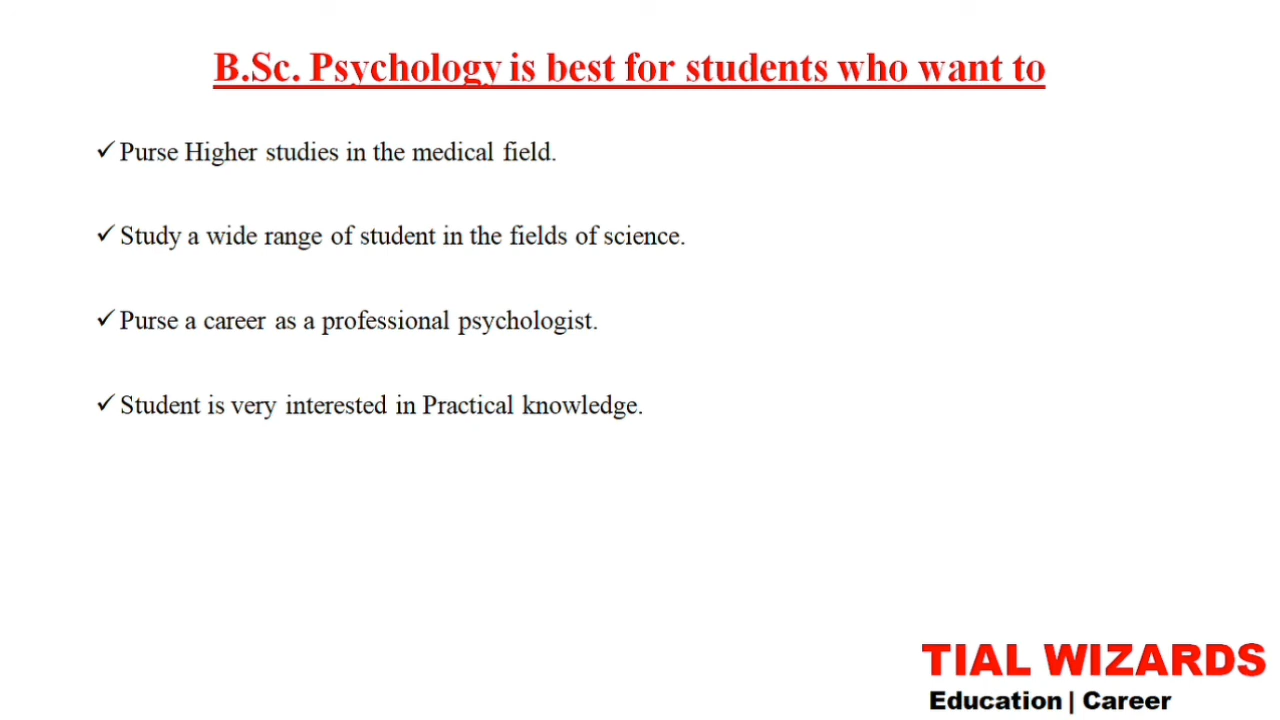 B.Sc. Psychology is best for students who want to
✓ Purse Higher studies in the medical field.
✓ Study a wide range of student in the fields of science.
✓ Purse a career as a professional psychologist.
✓ Student is very interested in Practical knowledge.
TIAL WIZARDS
Education | Career